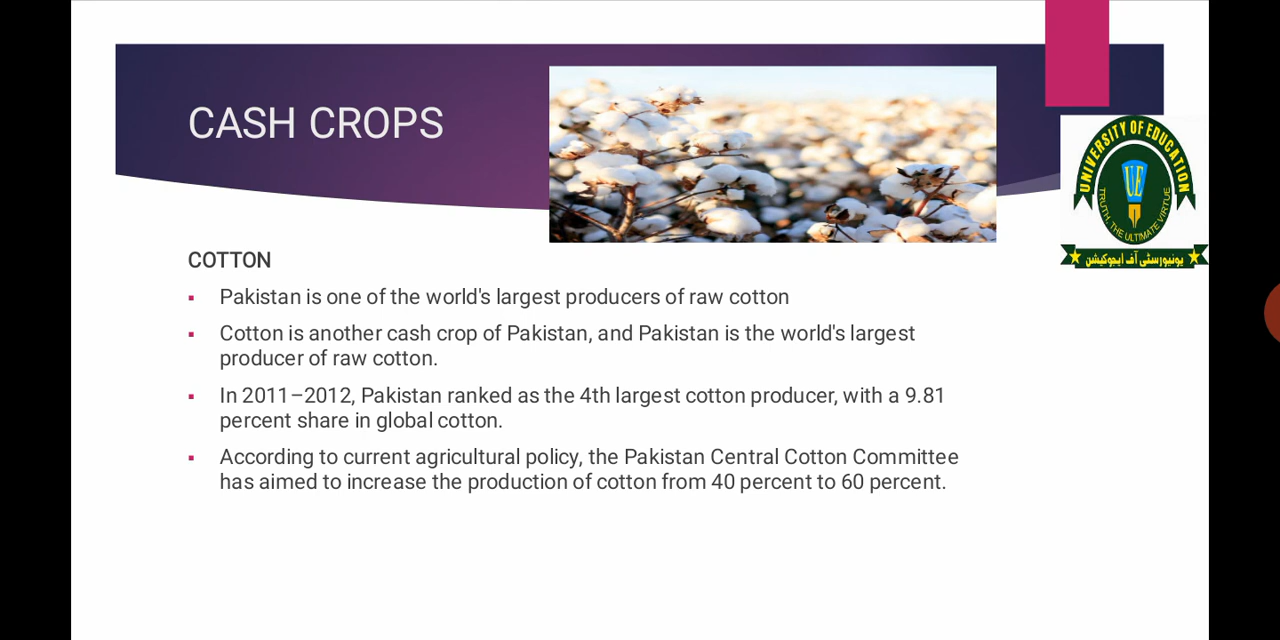 CASH CROPS
UNIVERSITY OF EDUCATION
UE
TRUTH, THE ULTIMATE VIRTUE
یونیورسٹی آف ایجوکیشن
COTTON
▪ Pakistan is one of the world's largest producers of raw cotton
▪ Cotton is another cash crop of Pakistan, and Pakistan is the world's largest
producer of raw cotton.
▪ In 2011–2012, Pakistan ranked as the 4th largest cotton producer, with a 9.81
percent share in global cotton.
▪ According to current agricultural policy, the Pakistan Central Cotton Committee
has aimed to increase the production of cotton from 40 percent to 60 percent.